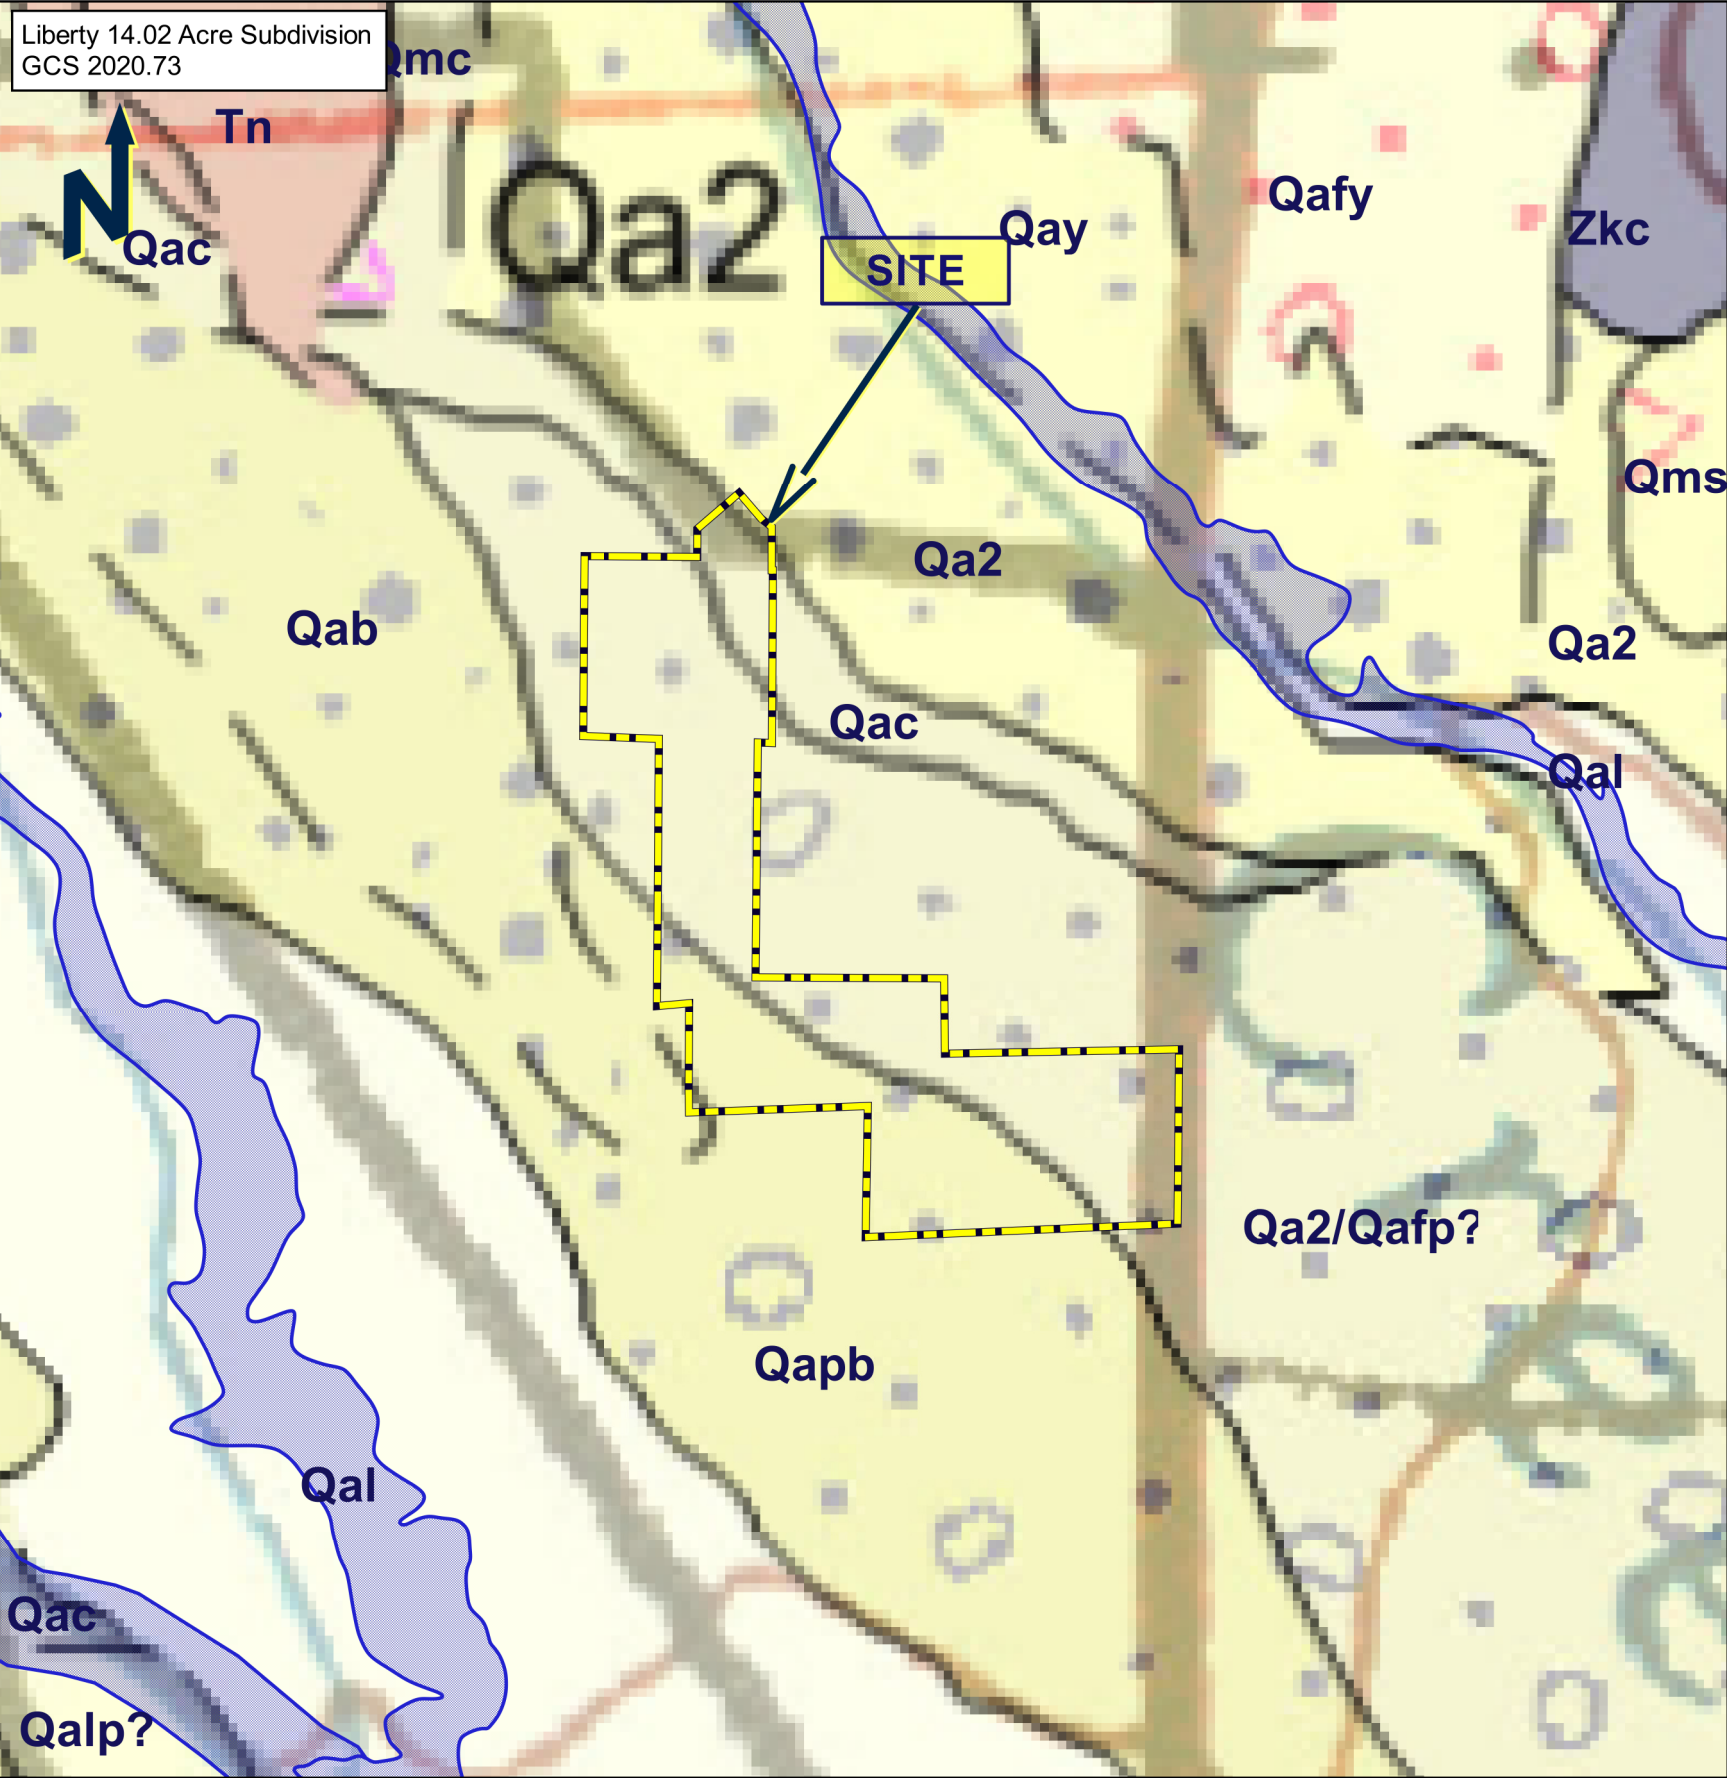 Liberty 14.02 Acre Subdivision
GCS 2020.73
Qmc
Tn
N
Qac
Qa2
Qay
Qafy
Zkc
SITE
Qms
Qa2
Qab
Qa2
Qac
Qal
Qa2/Qafp?
Qapb
Qal
Qac
Qalp?